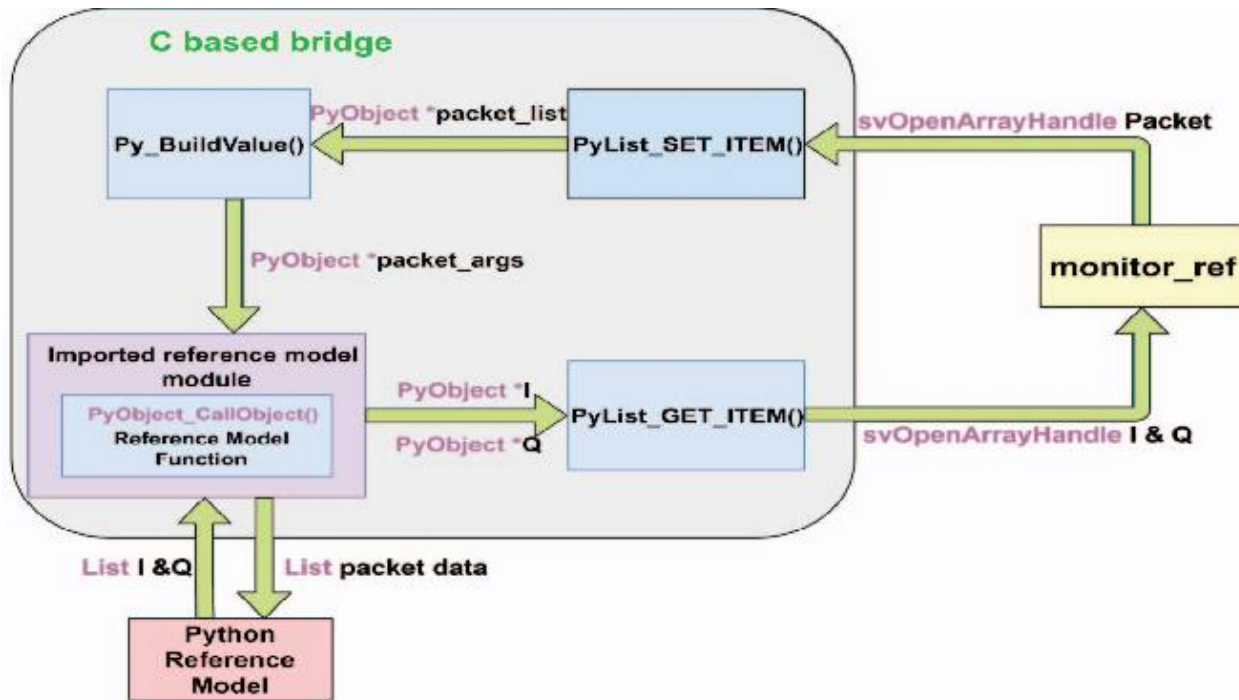 C based bridge
PyObject *packet_list
svOpenArrayHandle Packet
Py_BuildValue()
PyList_SET_ITEM()
PyObject *packet_args
monitor_ref
Imported reference model
module
PyObject_CallObject()
Reference Model
Function
PyObject *I
PyObject *Q
PyList_GET_ITEM()
svOpenArrayHandle I & Q
List I &Q
List packet data
Python
Reference
Model